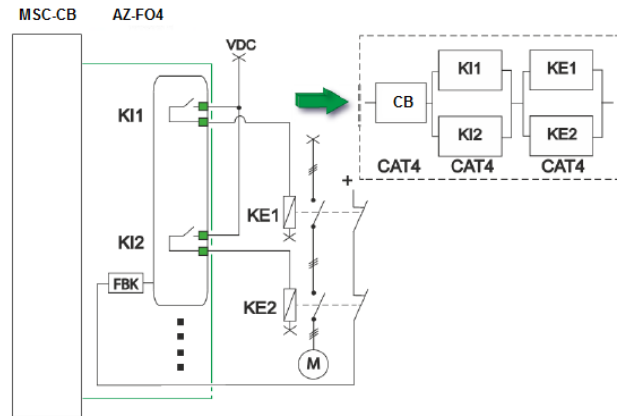 MSC-CB AZ-FO4
VDC
KI1
KI2
FBK
KE1
KE2
+
M
CB
KI1
KE1
KI2
KE2
CAT4 CAT4 CAT4